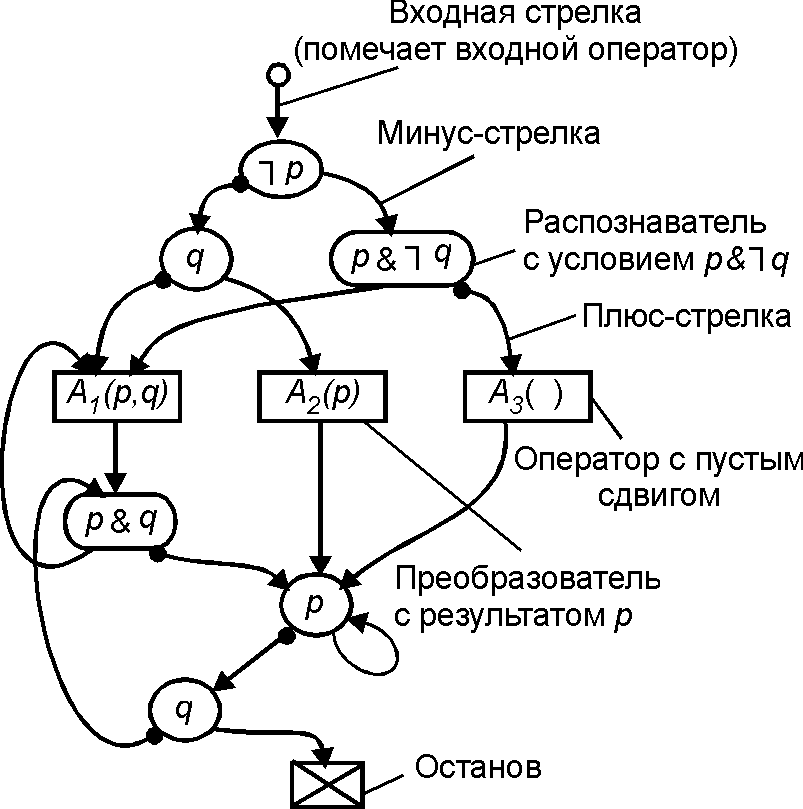 Входная стрелка
(помечает входной оператор)
Минус-стрелка
ㄱ p
Распознаватель
с условием p&ㄱ q
q
p & ㄱ q
Плюс-стрелка
A1(p,q)
A2(p)
A3( )
Оператор с пустым
сдвигом
p & q
Преобразователь
с результатом p
p
q
Останов